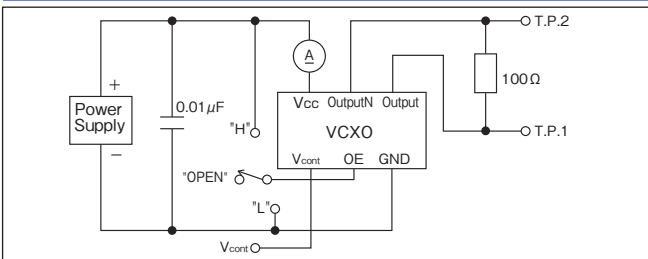 T.P.2
A
+
100Ω
Vcc OutputN Output
Power Supply
0.01μF
"H"
VCXO
T.P.1
−
Vcont OE GND
"OPEN"
"L"
Vcont